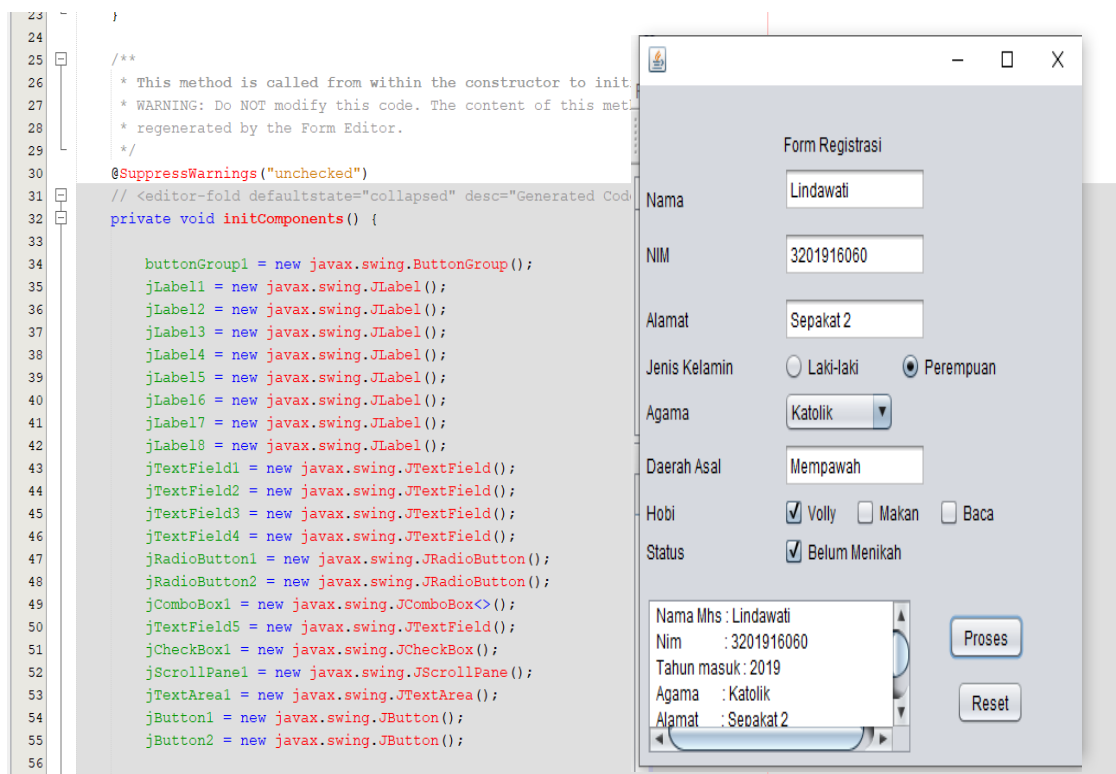 23 }
24
25 /**
26 * This method is called from within the constructor to init
27 * WARNING: Do NOT modify this code. The content of this met
28 * regenerated by the Form Editor.
29 */
30 @SuppressWarnings("unchecked")
31 // <editor-fold defaultstate="collapsed" desc="Generated Cod
32 private void initComponents() {
33
34 buttonGroup1 = new javax.swing.ButtonGroup();
35 jLabel1 = new javax.swing.JLabel();
36 jLabel2 = new javax.swing.JLabel();
37 jLabel3 = new javax.swing.JLabel();
38 jLabel4 = new javax.swing.JLabel();
39 jLabel5 = new javax.swing.JLabel();
40 jLabel6 = new javax.swing.JLabel();
41 jLabel7 = new javax.swing.JLabel();
42 jLabel8 = new javax.swing.JLabel();
43 jTextField1 = new javax.swing.JTextField();
44 jTextField2 = new javax.swing.JTextField();
45 jTextField3 = new javax.swing.JTextField();
46 jTextField4 = new javax.swing.JTextField();
47 jRadioButton1 = new javax.swing.JRadioButton();
48 jRadioButton2 = new javax.swing.JRadioButton();
49 jComboBox1 = new javax.swing.JComboBox<>();
50 jTextField5 = new javax.swing.JTextField();
51 jCheckBox1 = new javax.swing.JCheckBox();
52 jScrollPane1 = new javax.swing.JScrollPane();
53 jTextArea1 = new javax.swing.JTextArea();
54 jButton1 = new javax.swing.JButton();
55 jButton2 = new javax.swing.JButton();
56
Form Registrasi
Nama Lindawati
NIM 3201916060
Alamat Sepakat 2
Jenis Kelamin Laki-laki Perempuan
Agama Katolik
Daerah Asal Mempawah
Hobi Volly Makan Baca
Status Belum Menikah
Nama Mhs : Lindawati
Nim : 3201916060
Tahun masuk : 2019
Agama : Katolik
Alamat : Sepakat 2
Proses
Reset